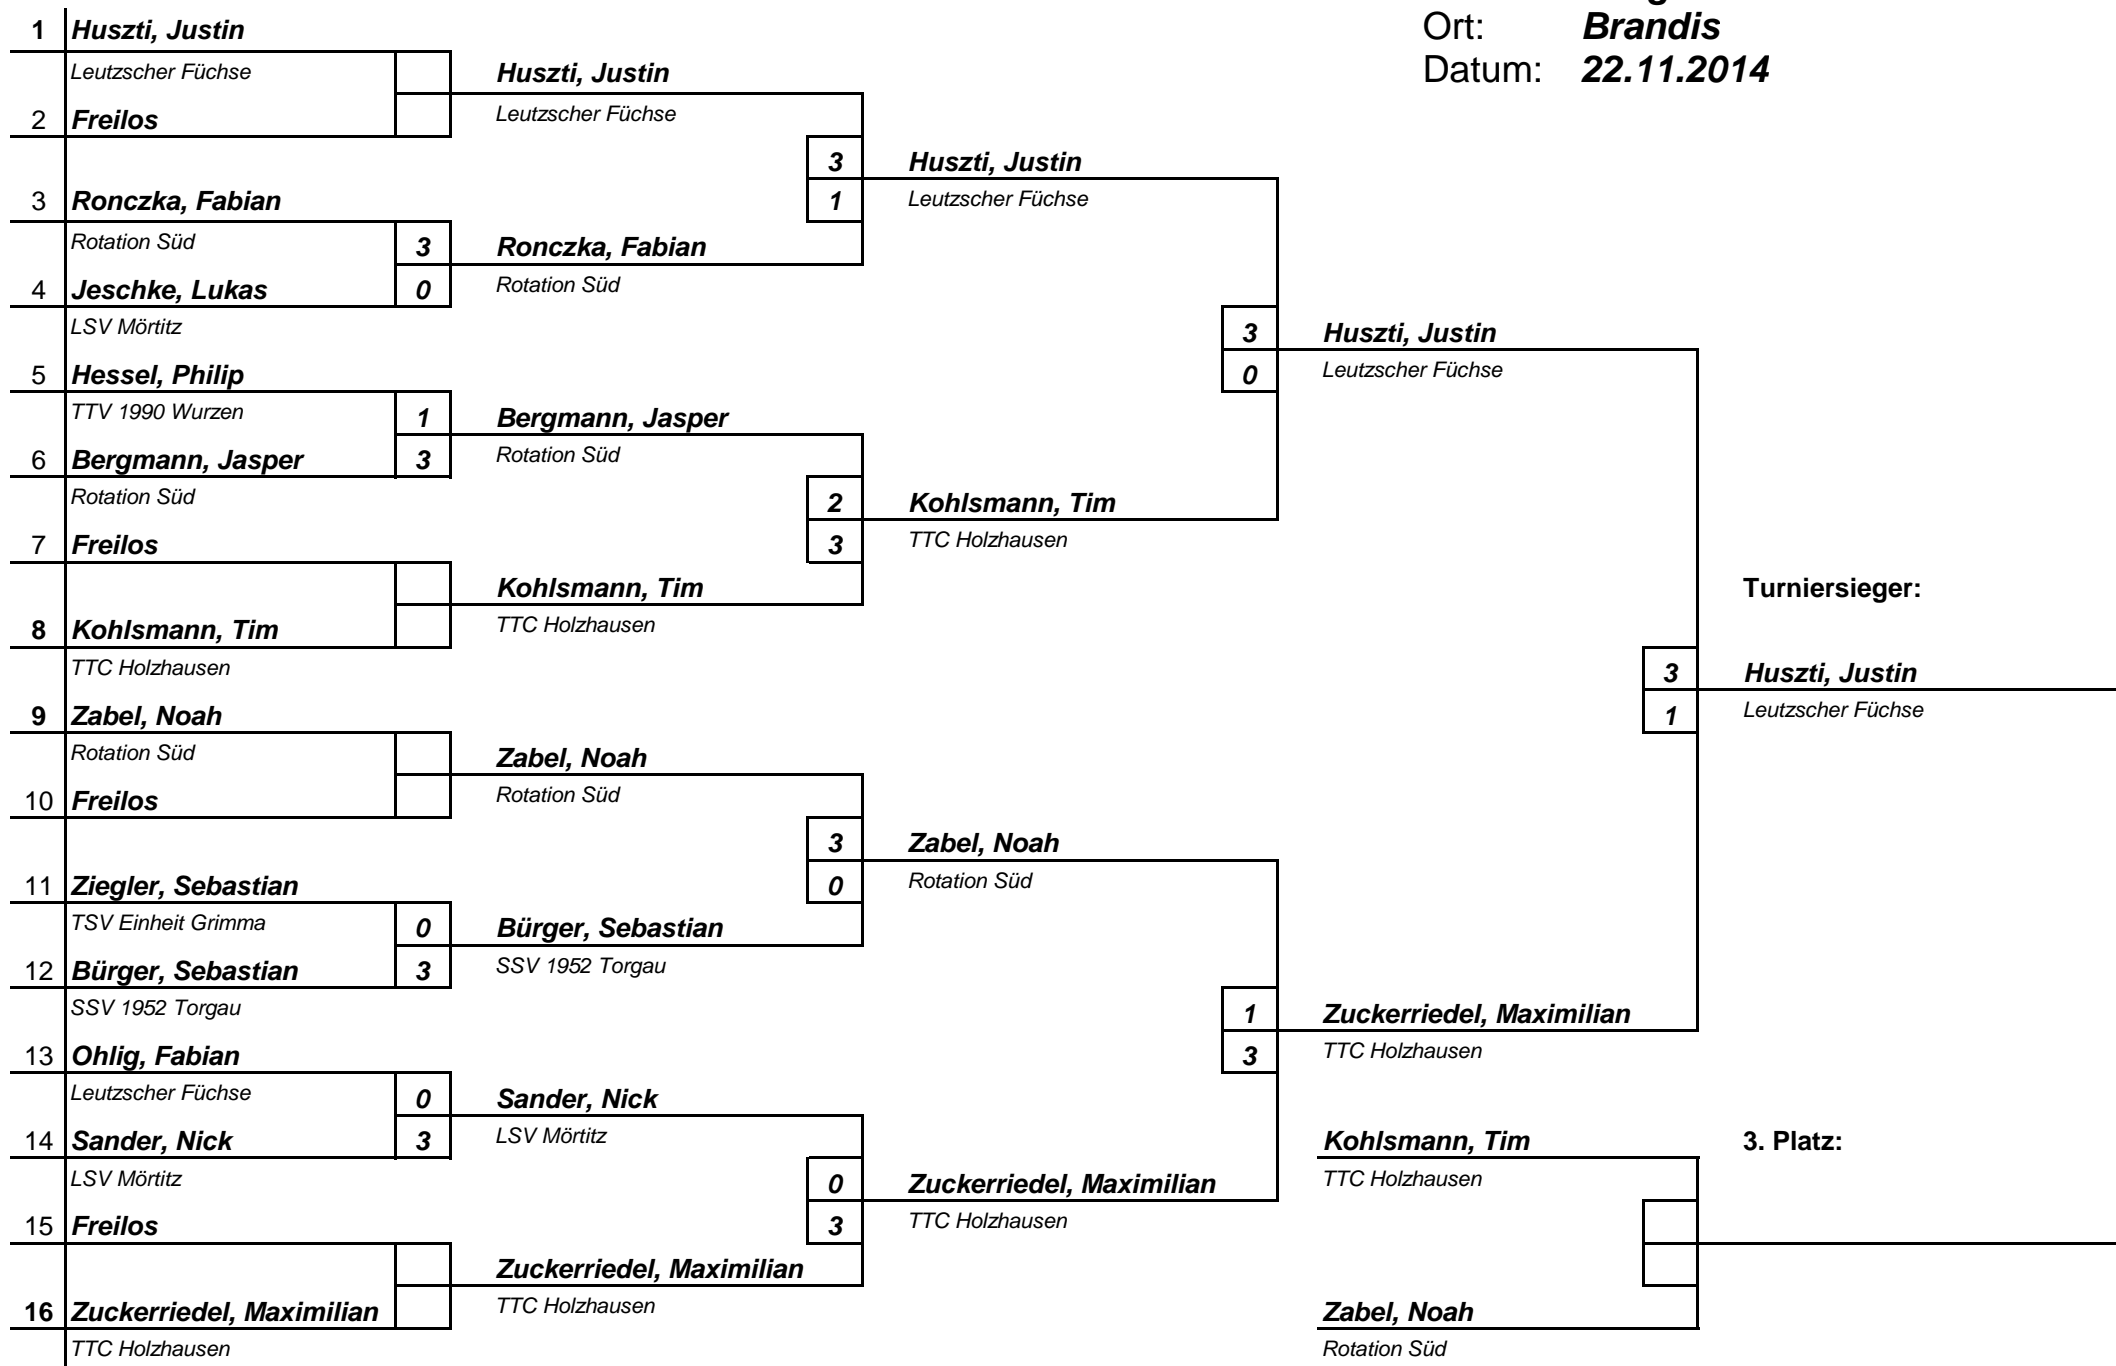 Ort: Brandis
Datum: 22.11.2014
1 Huszti, Justin
Leutzscher Füchse
2 Freilos
3 Ronczka, Fabian
Rotation Süd
3
4 Jeschke, Lukas
0
LSV Mörtitz
5 Hessel, Philip
TTV 1990 Wurzen
1
6 Bergmann, Jasper
3
Rotation Süd
7 Freilos
8 Kohlsmann, Tim
TTC Holzhausen
9 Zabel, Noah
Rotation Süd
10 Freilos
11 Ziegler, Sebastian
TSV Einheit Grimma
0
12 Bürger, Sebastian
3
SSV 1952 Torgau
13 Ohlig, Fabian
Leutzscher Füchse
0
14 Sander, Nick
3
LSV Mörtitz
15 Freilos
16 Zuckerriedel, Maximilian
TTC Holzhausen
Huszti, Justin
Leutzscher Füchse
3
1
Ronczka, Fabian
Rotation Süd
Bergmann, Jasper
Rotation Süd
2
3
Kohlsmann, Tim
TTC Holzhausen
Zabel, Noah
Rotation Süd
3
0
Bürger, Sebastian
SSV 1952 Torgau
Sander, Nick
LSV Mörtitz
0
3
Zuckerriedel, Maximilian
TTC Holzhausen
Huszti, Justin
Leutzscher Füchse
3
0
Kohlsmann, Tim
TTC Holzhausen
Zabel, Noah
Rotation Süd
1
3
Zuckerriedel, Maximilian
TTC Holzhausen
Huszti, Justin
Leutzscher Füchse
3
1
Zuckerriedel, Maximilian
TTC Holzhausen
Turniersieger:
Huszti, Justin
Leutzscher Füchse
Kohlsmann, Tim
TTC Holzhausen
3. Platz:
Zabel, Noah
Rotation Süd